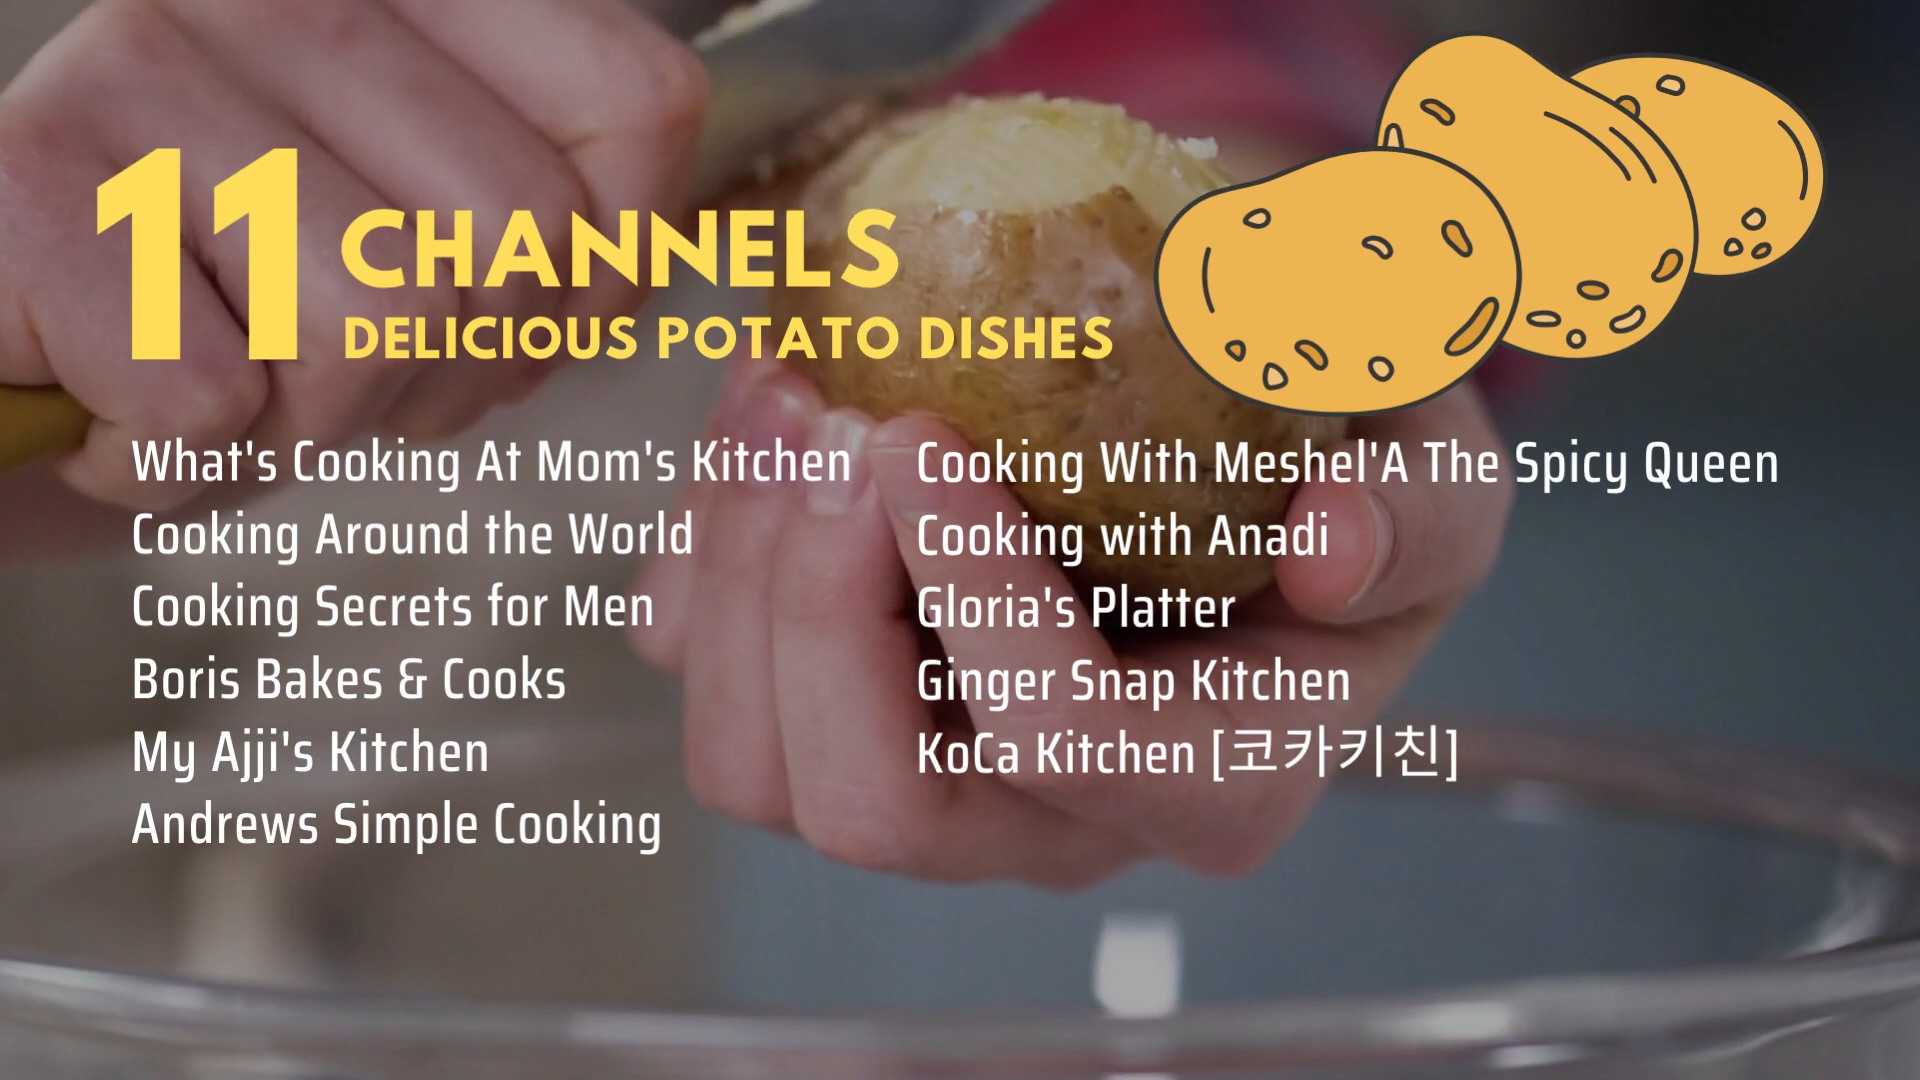 11 CHANNELS
DELICIOUS POTATO DISHES
What's Cooking At Mom's Kitchen
Cooking Around the World
Cooking Secrets for Men
Boris Bakes & Cooks
My Ajji's Kitchen
Andrews Simple Cooking
Cooking With Meshel'A The Spicy Queen
Cooking with Anadi
Gloria's Platter
Ginger Snap Kitchen
KoCa Kitchen [코카키친]